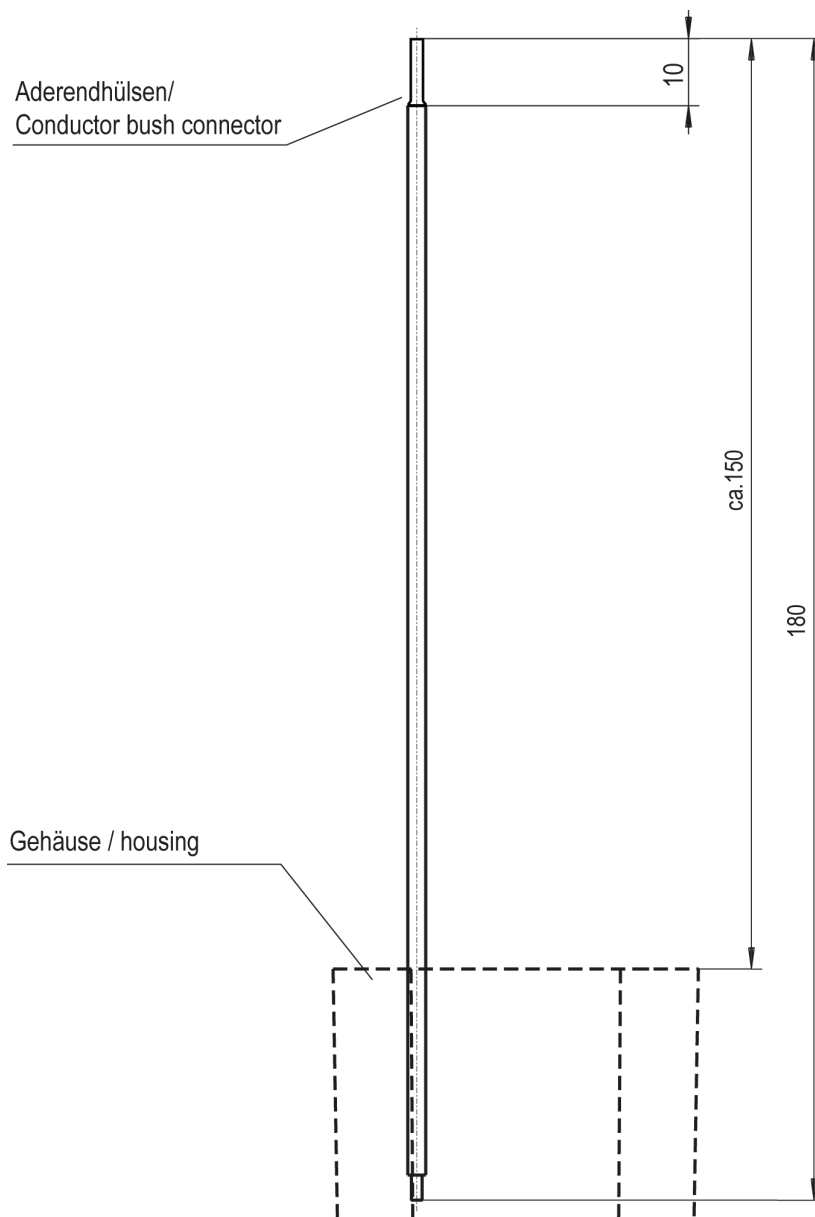 Aderendhülsen/
Conductor bush connector
10
ca.150
180
Gehäuse / housing